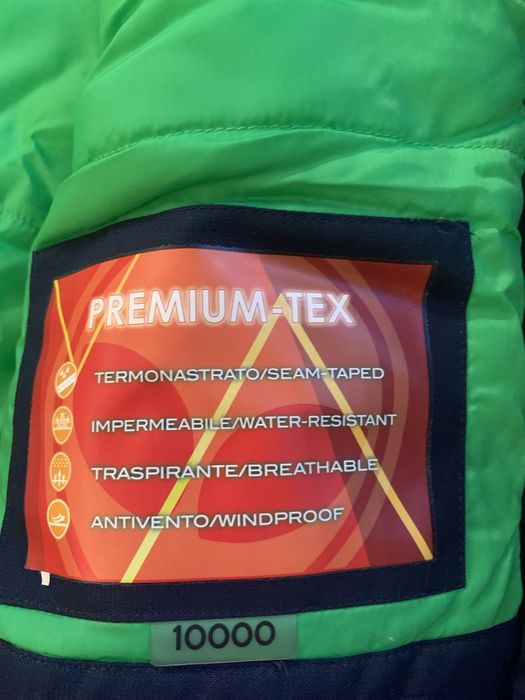 PREMIUM-TEX
TERMONASTRATO/SEAM-TAPED
IMPERMEABILE/WATER-RESISTANT
TRASPIRANTE/BREATHABLE
ANTIVENTO/WINDPROOF
10000